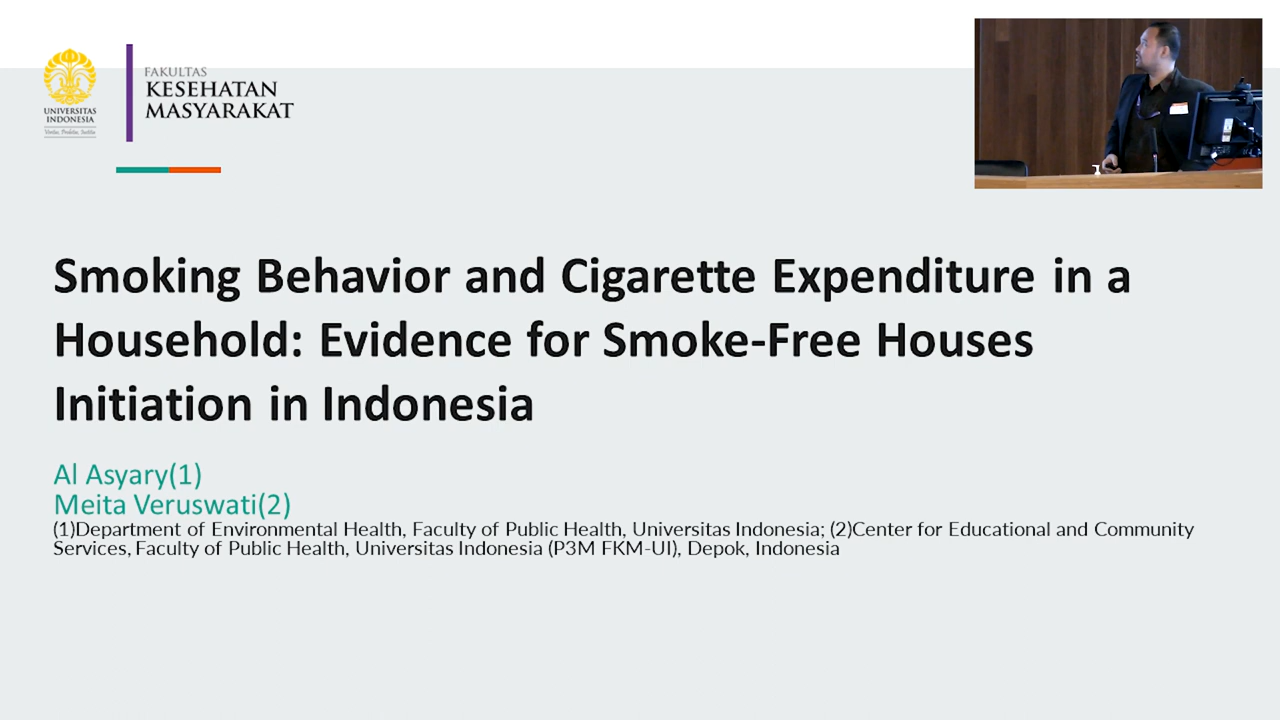 UNIVERSITAS
INDONESIA
Veritas, Probitas, Iustitia
FAKULTAS
KESEHATAN
MASYARAKAT
Smoking Behavior and Cigarette Expenditure in a
Household: Evidence for Smoke-Free Houses
Initiation in Indonesia
Al Asyary(1)
Meita Veruswati(2)
(1)Department of Environmental Health, Faculty of Public Health, Universitas Indonesia; (2)Center for Educational and Community
Services, Faculty of Public Health, Universitas Indonesia (P3M FKM-UI), Depok, Indonesia